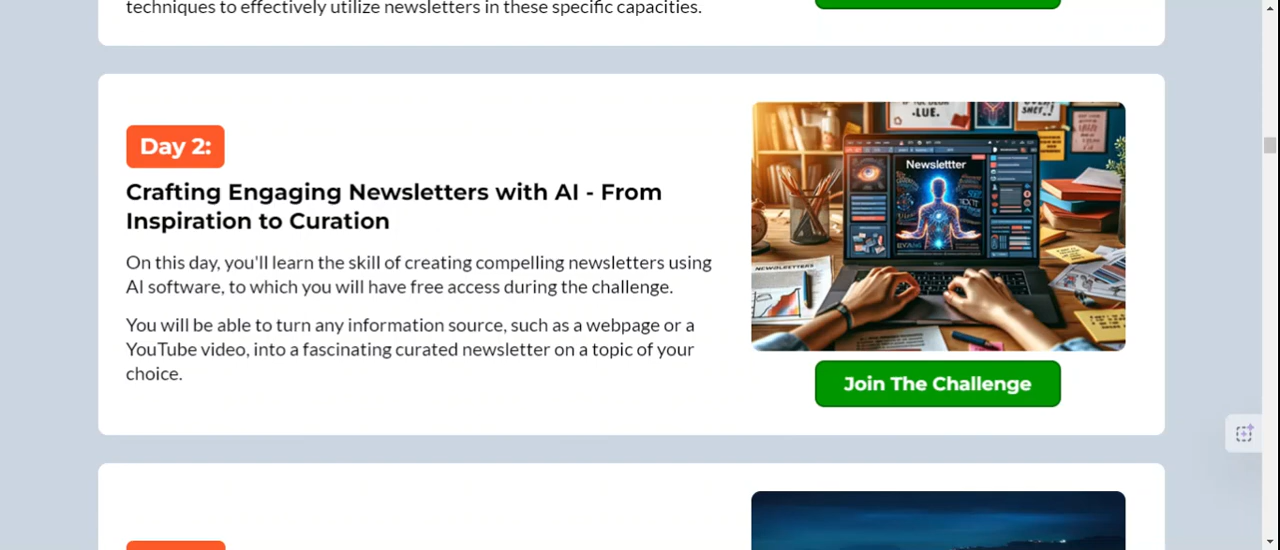 techniques to effectively utilize newsletters in these specific capacities.
Day 2:
Crafting Engaging Newsletters with AI - From
Inspiration to Curation
On this day, you'll learn the skill of creating compelling newsletters using
AI software, to which you will have free access during the challenge.
You will be able to turn any information source, such as a webpage or a
YouTube video, into a fascinating curated newsletter on a topic of your
choice.
-LUE.
Newslettter
Join The Challenge